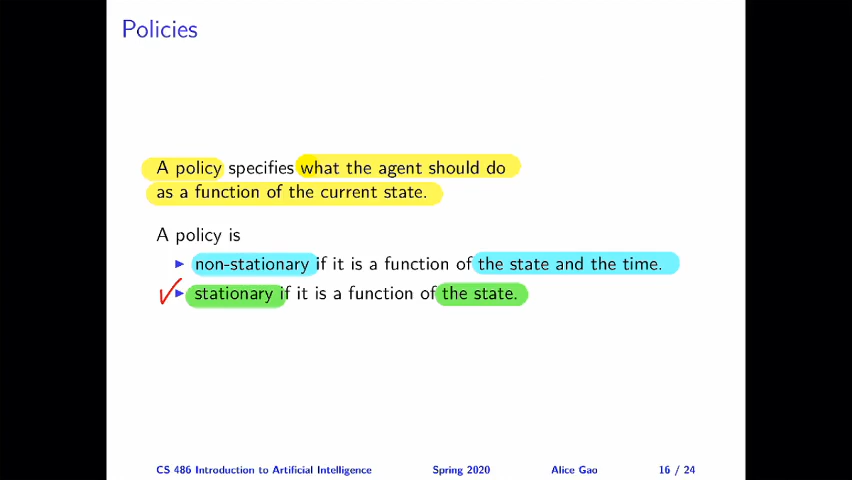 Policies
A policy specifies what the agent should do
as a function of the current state.
A policy is
▶ non-stationary if it is a function of the state and the time.
▶ stationary if it is a function of the state.
CS 486 Introduction to Artificial Intelligence Spring 2020 Alice Gao 16 / 24